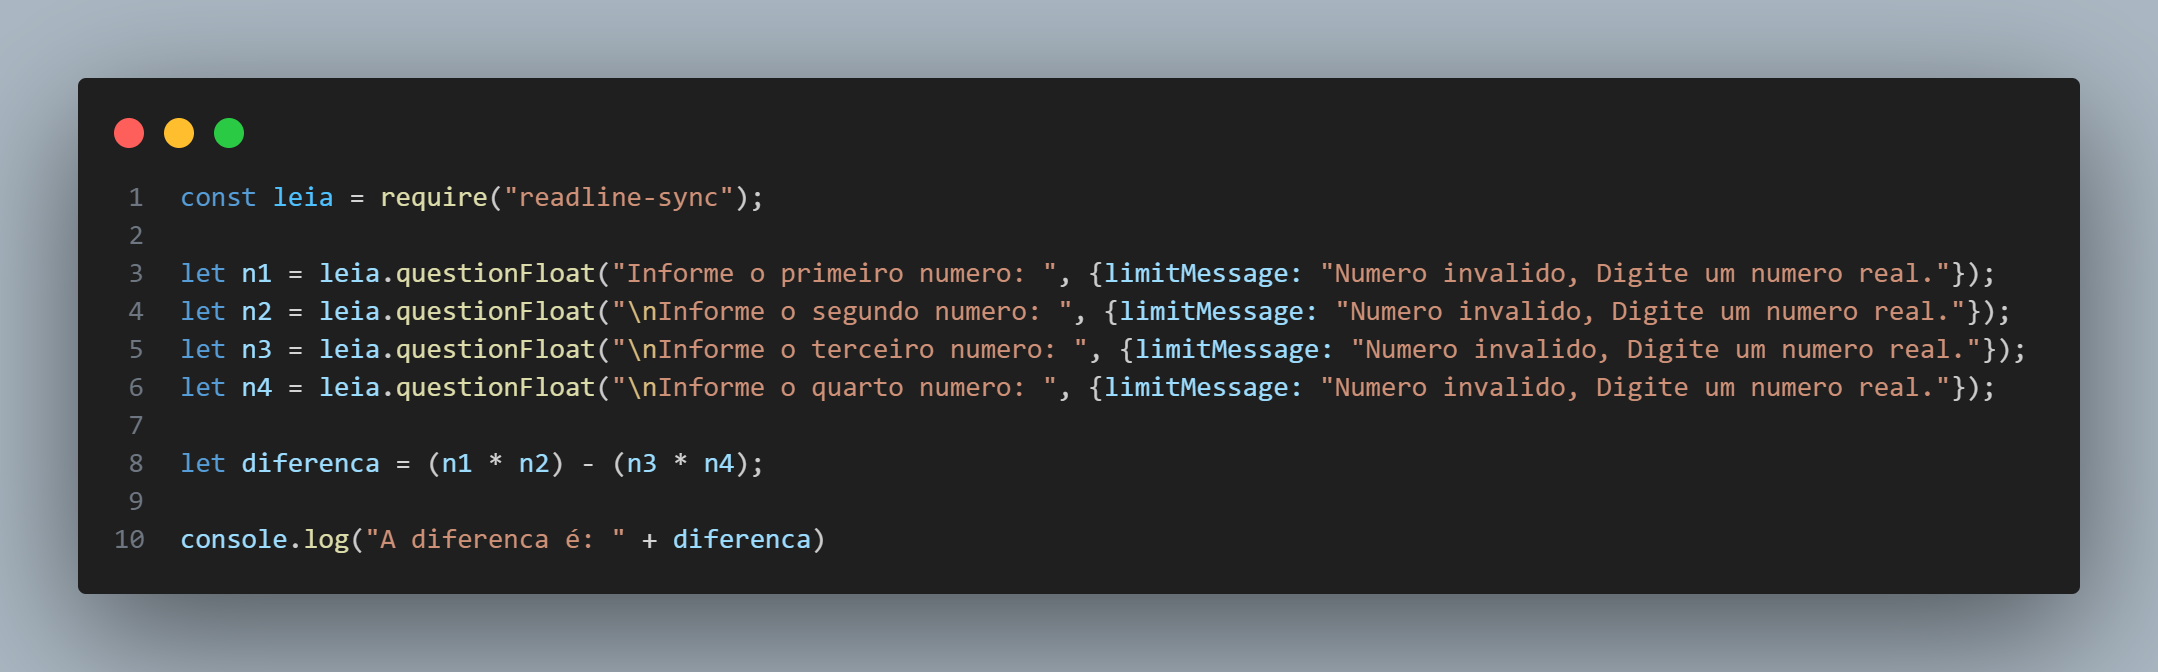 1 const leia = require("readline-sync");
2
3 let n1 = leia.questionFloat("Informe o primeiro numero: ", {limitMessage: "Numero invalido, Digite um numero real."});
4 let n2 = leia.questionFloat("\nInforme o segundo numero: ", {limitMessage: "Numero invalido, Digite um numero real."});
5 let n3 = leia.questionFloat("\nInforme o terceiro numero: ", {limitMessage: "Numero invalido, Digite um numero real."});
6 let n4 = leia.questionFloat("\nInforme o quarto numero: ", {limitMessage: "Numero invalido, Digite um numero real."});
7
8 let diferenca = (n1 * n2) - (n3 * n4);
9
10 console.log("A diferenca é: " + diferenca)